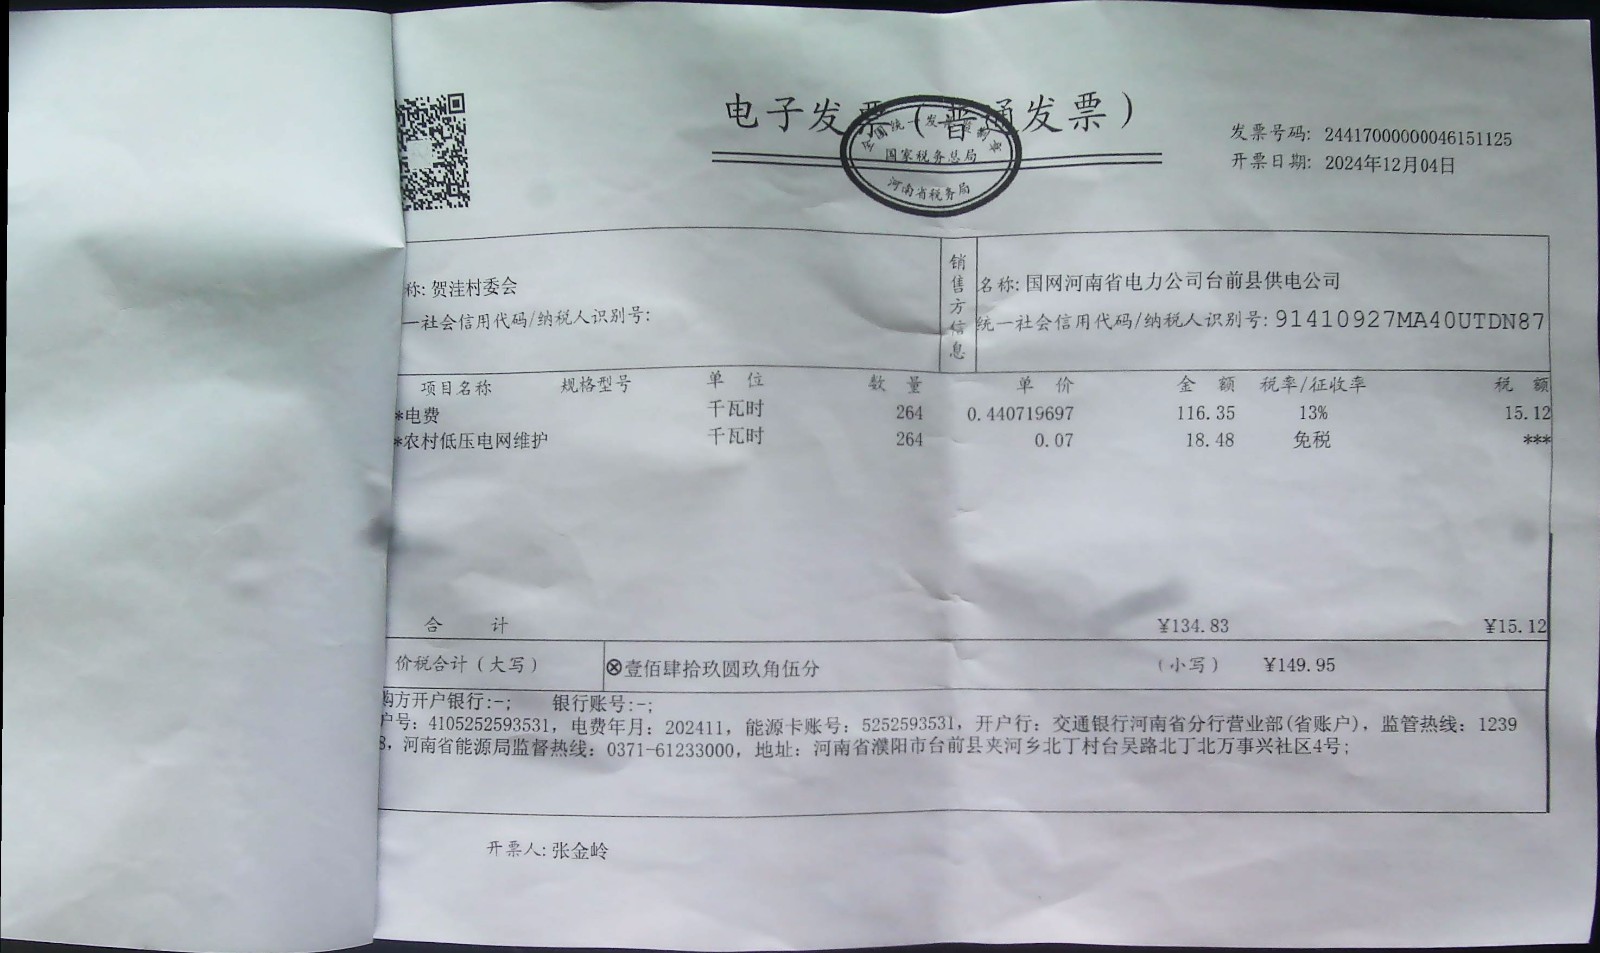 电子发票（普通发票）
全国统一发票监制章
国家税务总局
河南省税务局
发票号码: 24417000000046151125
开票日期: 2024年12月04日
称: 贺洼村委会
一社会信用代码/纳税人识别号:
销售方信息
名称: 国网河南省电力公司台前县供电公司
统一社会信用代码/纳税人识别号: 91410927MA40UTDN87
项目名称 规格型号 单位 数量 单价 金额 税率/征收率 税额
*电费 千瓦时 264 0.440719697 116.35 13% 15.12
*农村低压电网维护 千瓦时 264 0.07 18.48 免税 ***
合计 ¥134.83 ¥15.12
价税合计（大写） ⊗壹佰肆拾玖圆玖角伍分 （小写） ¥149.95
购方开户银行:-; 银行账号:-;
户号: 4105252593531, 电费年月: 202411, 能源卡账号: 5252593531, 开户行: 交通银行河南省分行营业部(省账户), 监管热线: 1239
8, 河南省能源局监督热线: 0371-61233000, 地址: 河南省濮阳市台前县夹河乡北丁村台吴路北丁北万事兴社区4号;
开票人: 张金岭